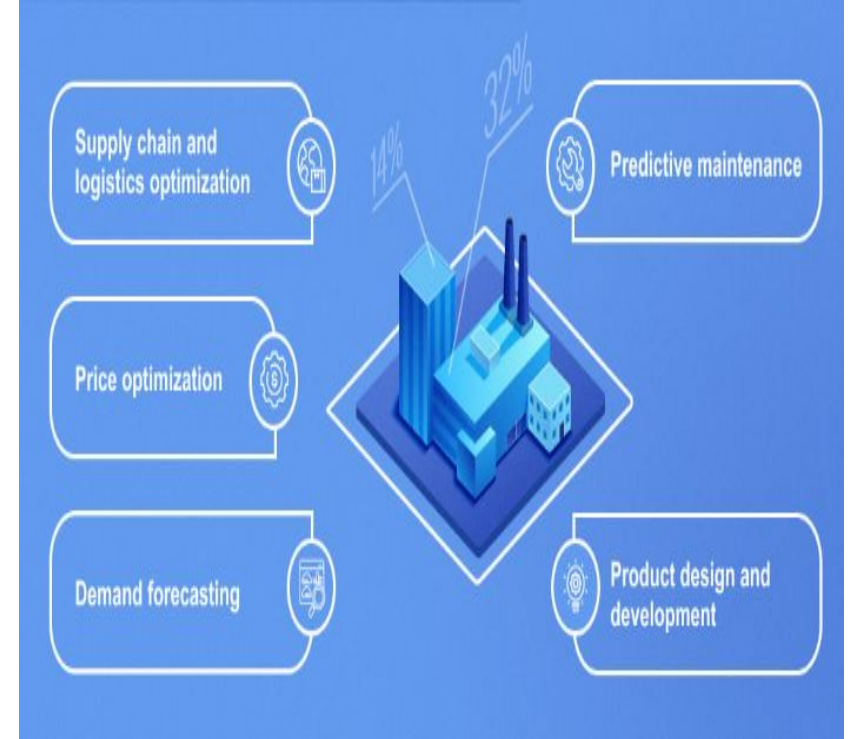 Supply chain and
logistics optimization
14%
32%
Predictive maintenance
Price optimization
Demand forecasting
Product design and
development